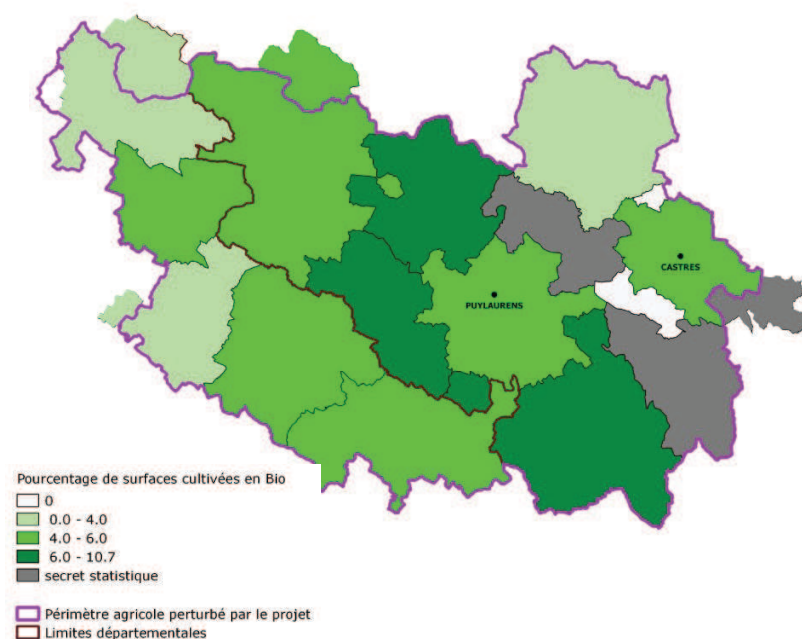 CASTRES
PUYLAURENS
Pourcentage de surfaces cultivées en Bio
0
0.0 - 4.0
4.0 - 6.0
6.0 - 10.7
secret statistique
Périmètre agricole perturbé par le projet
Limites départementales